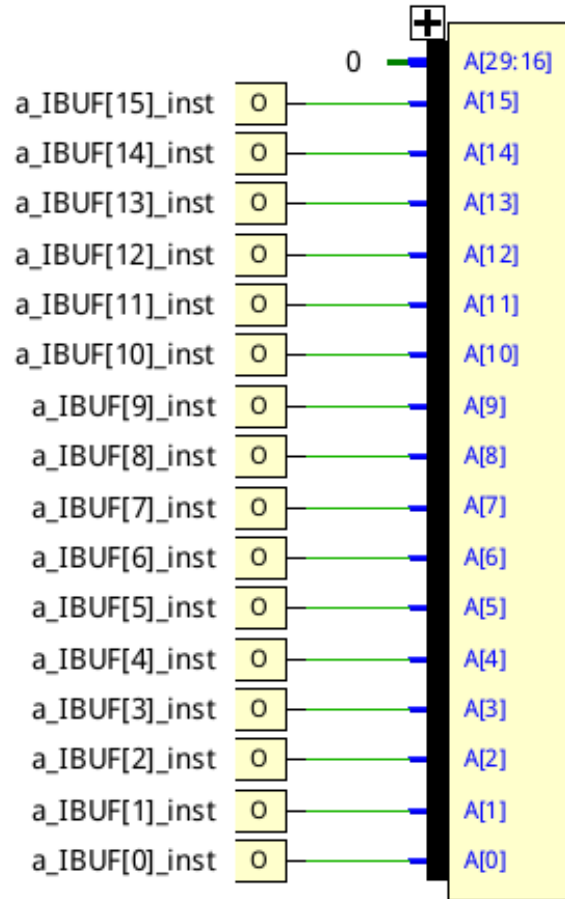 0 A[29:16]
a_IBUF[15]_inst O A[15]
a_IBUF[14]_inst O A[14]
a_IBUF[13]_inst O A[13]
a_IBUF[12]_inst O A[12]
a_IBUF[11]_inst O A[11]
a_IBUF[10]_inst O A[10]
a_IBUF[9]_inst O A[9]
a_IBUF[8]_inst O A[8]
a_IBUF[7]_inst O A[7]
a_IBUF[6]_inst O A[6]
a_IBUF[5]_inst O A[5]
a_IBUF[4]_inst O A[4]
a_IBUF[3]_inst O A[3]
a_IBUF[2]_inst O A[2]
a_IBUF[1]_inst O A[1]
a_IBUF[0]_inst O A[0]